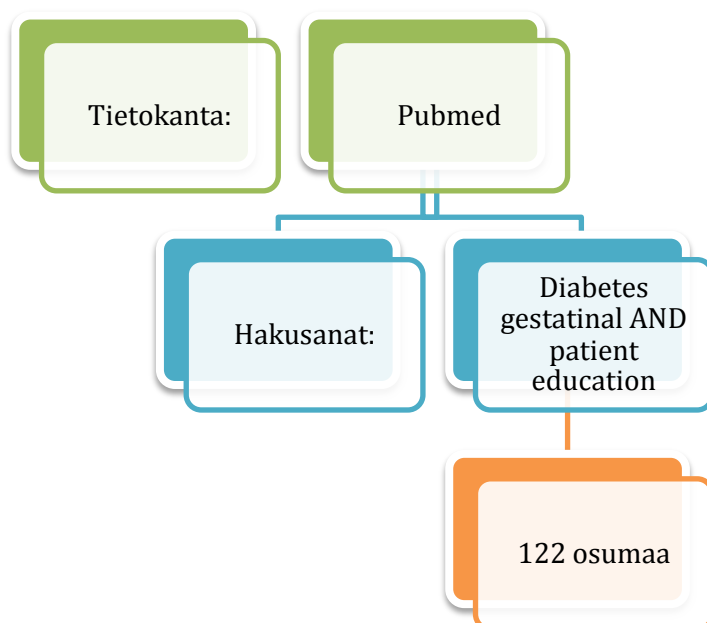 Tietokanta:
Pubmed
Hakusanat:
Diabetes
gestatinal AND
patient
education
122 osumaa